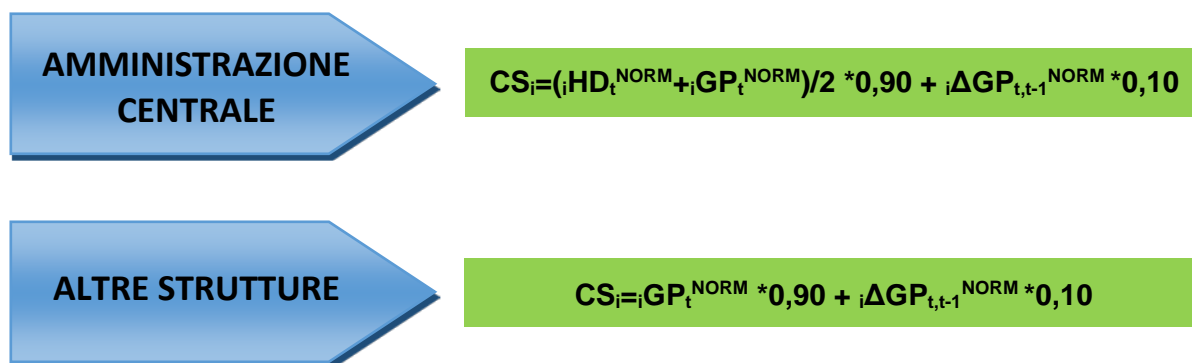 AMMINISTRAZIONE
CENTRALE
CSᵢ=(ᵢHDₜᴺᴼᴿᴹ+ᵢGPₜᴺᴼᴿᴹ)/2 *0,90 + ᵢΔGPₜ,ₜ₋₁ᴺᴼᴿᴹ *0,10
ALTRE STRUTTURE
CSᵢ=ᵢGPₜᴺᴼᴿᴹ *0,90 + ᵢΔGPₜ,ₜ₋₁ᴺᴼᴿᴹ *0,10